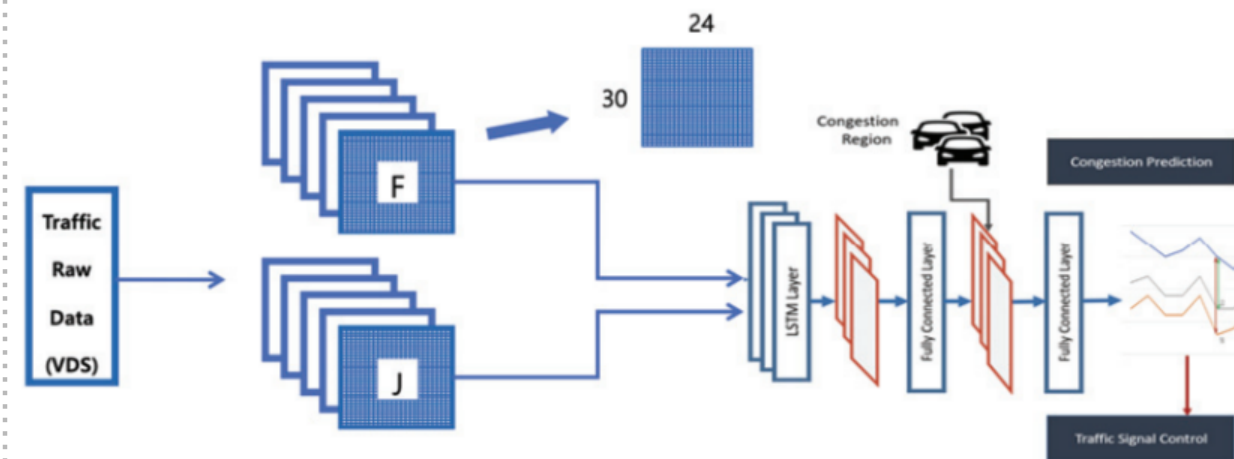 24
30
Congestion
Region
Congestion Prediction
F
Traffic
Raw
Data
(VDS)
LSTM Layer
Fully Connected Layer
Fully Connected Layer
J
Traffic Signal Control